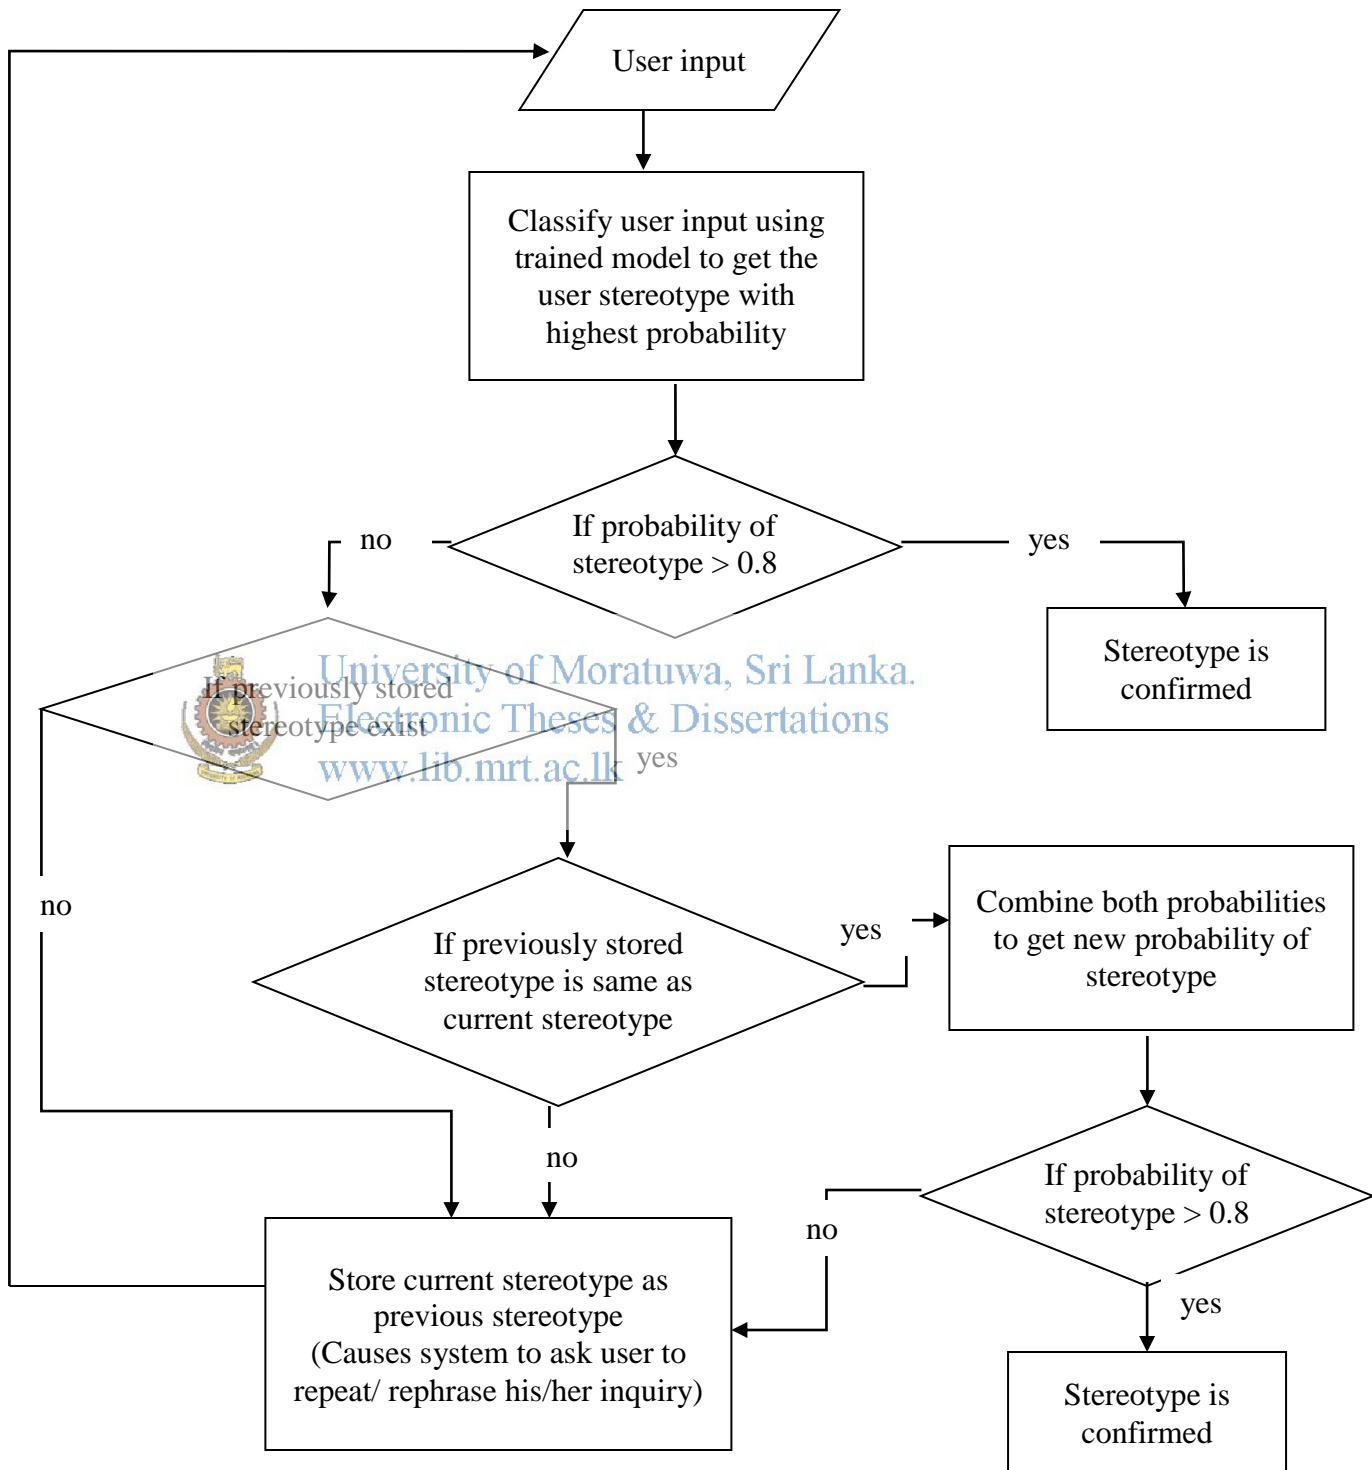 User input
Classify user input using
trained model to get the
user stereotype with
highest probability
If probability of
stereotype > 0.8
no
yes
Stereotype is
confirmed
University of Moratuwa, Sri Lanka.
Electronic Theses & Dissertations
www.lib.mrt.ac.lk
If previously stored
stereotype exist
yes
no
If previously stored
stereotype is same as
current stereotype
yes
Combine both probabilities
to get new probability of
stereotype
no
If probability of
stereotype > 0.8
no
yes
Store current stereotype as
previous stereotype
(Causes system to ask user to
repeat/ rephrase his/her inquiry)
Stereotype is
confirmed